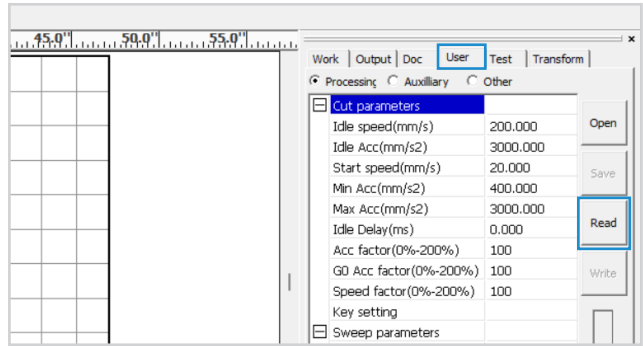 45.0" 50.0" 55.0"
Work Output Doc User Test Transform
Processing Auxilliary Other
Cut parameters
Idle speed(mm/s) 200.000
Open
Idle Acc(mm/s2) 3000.000
Start speed(mm/s) 20.000
Save
Min Acc(mm/s2) 400.000
Max Acc(mm/s2) 3000.000
Read
Idle Delay(ms) 0.000
Acc factor(0%-200%) 100
G0 Acc factor(0%-200%) 100
Write
Speed factor(0%-200%) 100
Key setting
Sweep parameters